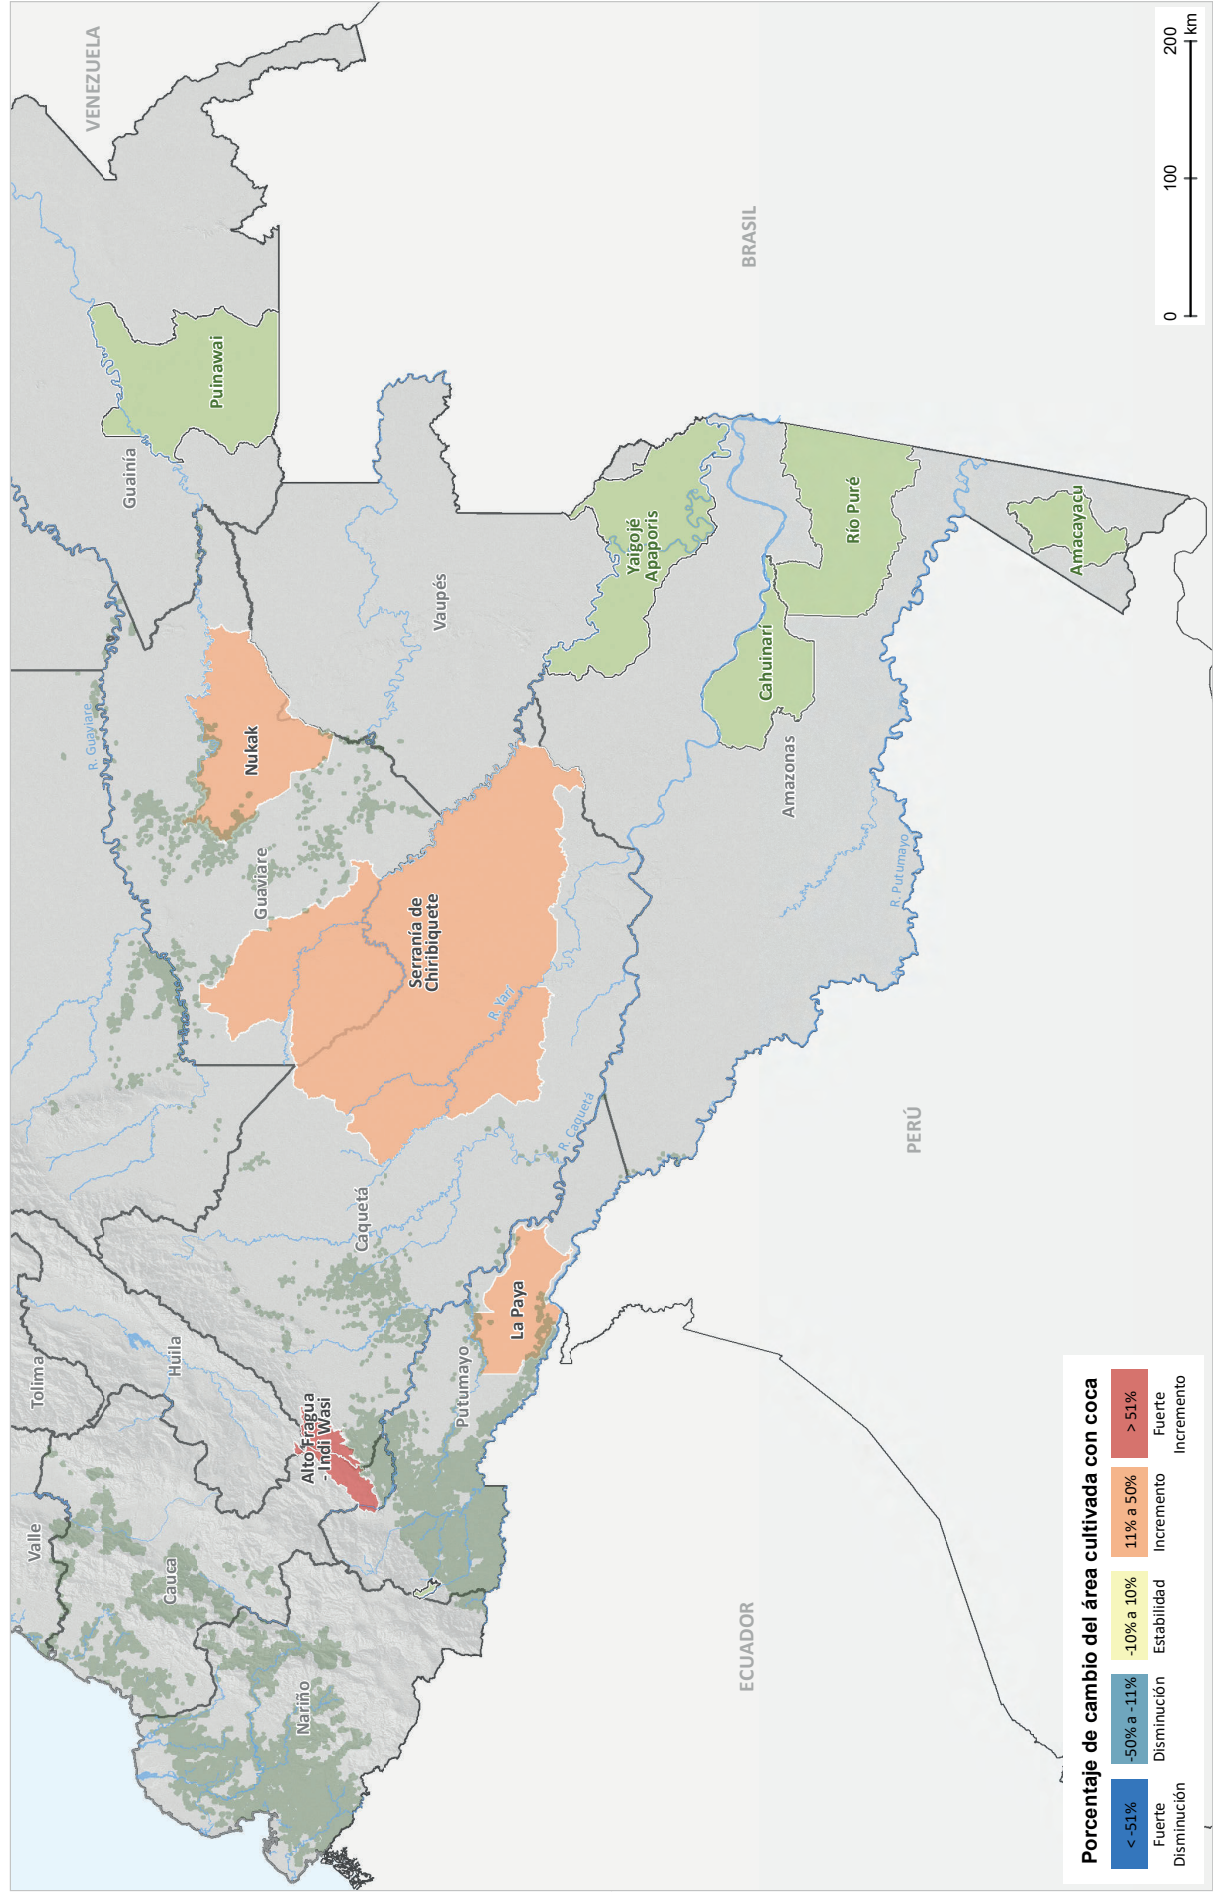 VENEZUELA
Tolima
Valle
Huila
Cauca
Guainía
Puinawai
R. Guayiare
Nukak
Guaviare
Alto Fragua
- Indi Wasi
Nariño
Caquetá
Vaupés
Serranía de
Chiribiquete
R. Yarí
Putumayo
La Paya
R. Caquetá
Yaigojé
Apaporis
BRASIL
Cahuinarí
Amazonas
Río Puré
R. Putumayo
PERÚ
ECUADOR
Amacayacu
Porcentaje de cambio del área cultivada con coca
< -51%
-50% a -11%
-10% a 10%
11% a 50%
> 51%
Fuerte
Disminución
Disminución
Estabilidad
Incremento
Fuerte
Incremento
0
100
200
km